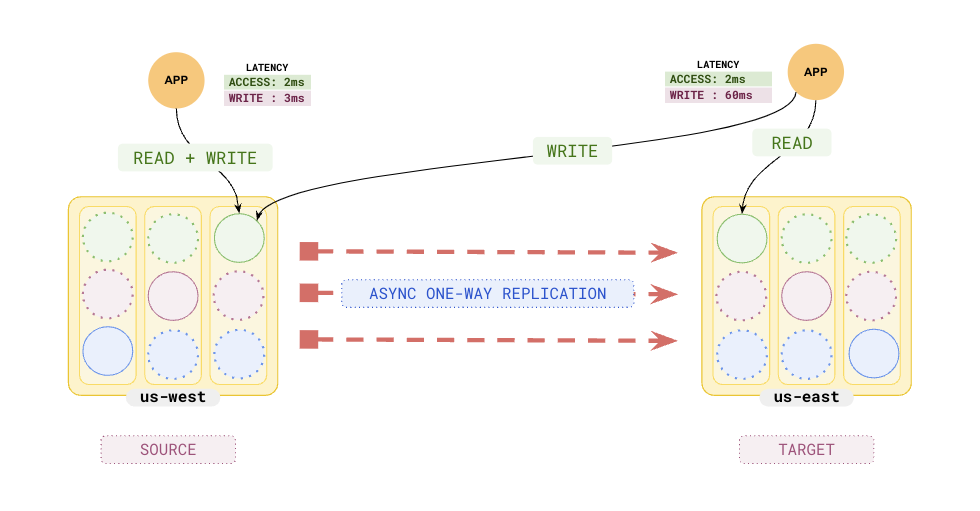 APP
LATENCY
ACCESS: 2ms
WRITE : 3ms
LATENCY
ACCESS: 2ms
WRITE : 60ms
APP
READ + WRITE
WRITE
READ
ASYNC ONE-WAY REPLICATION
us-west
us-east
SOURCE
TARGET